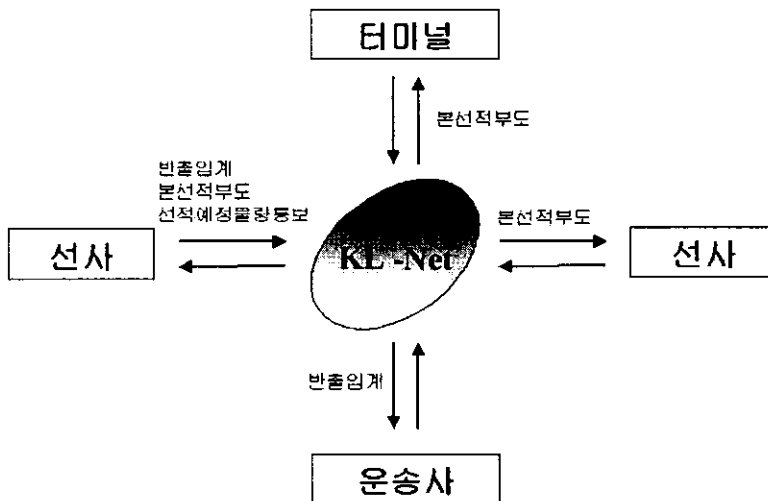 터미널
본선적부도
반출입계
본선적부도
선적예정물량통보
선사
KL-Net
본선적부도
선사
반출입계
운송사